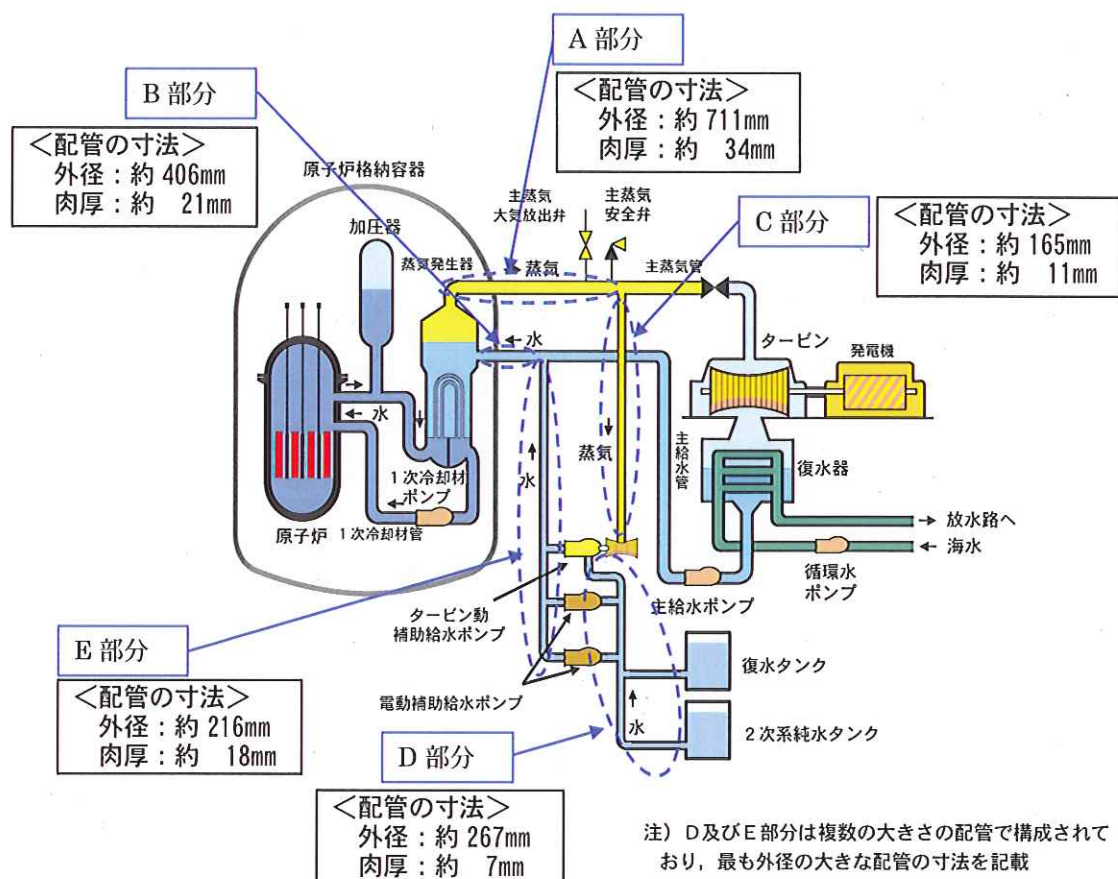 A 部分
＜配管の寸法＞
外径：約 711mm
肉厚：約 34mm
B 部分
＜配管の寸法＞
外径：約 406mm
肉厚：約 21mm
原子炉格納容器
加圧器
蒸気発生器
蒸気
主蒸気
大気放出弁
主蒸気
安全弁
主蒸気管
C 部分
＜配管の寸法＞
外径：約 165mm
肉厚：約 11mm
水
タービン
発電機
水
蒸気
主給水管
復水器
1次冷却材
ポンプ
水
原子炉
1次冷却材管
放水路へ
海水
循環水
ポンプ
主給水ポンプ
タービン動
補助給水ポンプ
E 部分
＜配管の寸法＞
外径：約 216mm
肉厚：約 18mm
電動補助給水ポンプ
復水タンク
水
2次系純水タンク
D 部分
＜配管の寸法＞
外径：約 267mm
肉厚：約 7mm
注）D及びE部分は複数の大きさの配管で構成されて
おり，最も外径の大きな配管の寸法を記載